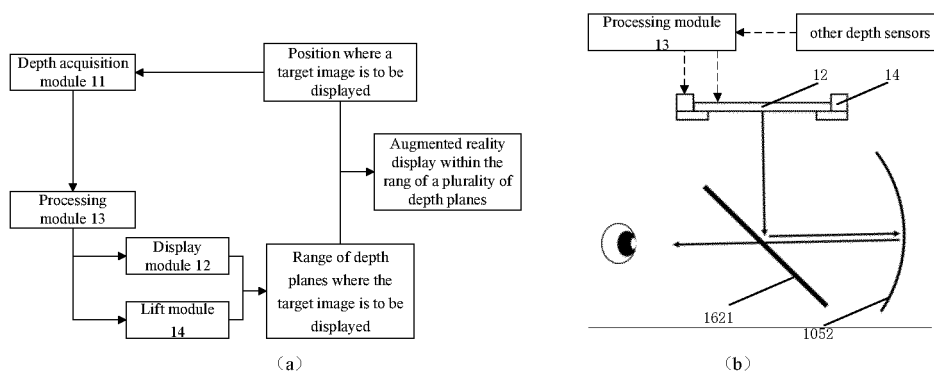 Depth acquisition
module 11
Position where a
target image is to be
displayed
Augmented reality
display within the
rang of a plurality of
depth planes
Processing
module 13
Display
module 12
Lift module
14
Range of depth
planes where the
target image is to be
displayed
(a)
Processing module
13
other depth sensors
12
14
1621
1052
(b)